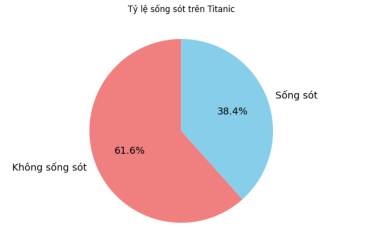 Tỷ lệ sống sót trên Titanic
Sống sót
38.4%
61.6%
Không sống sót